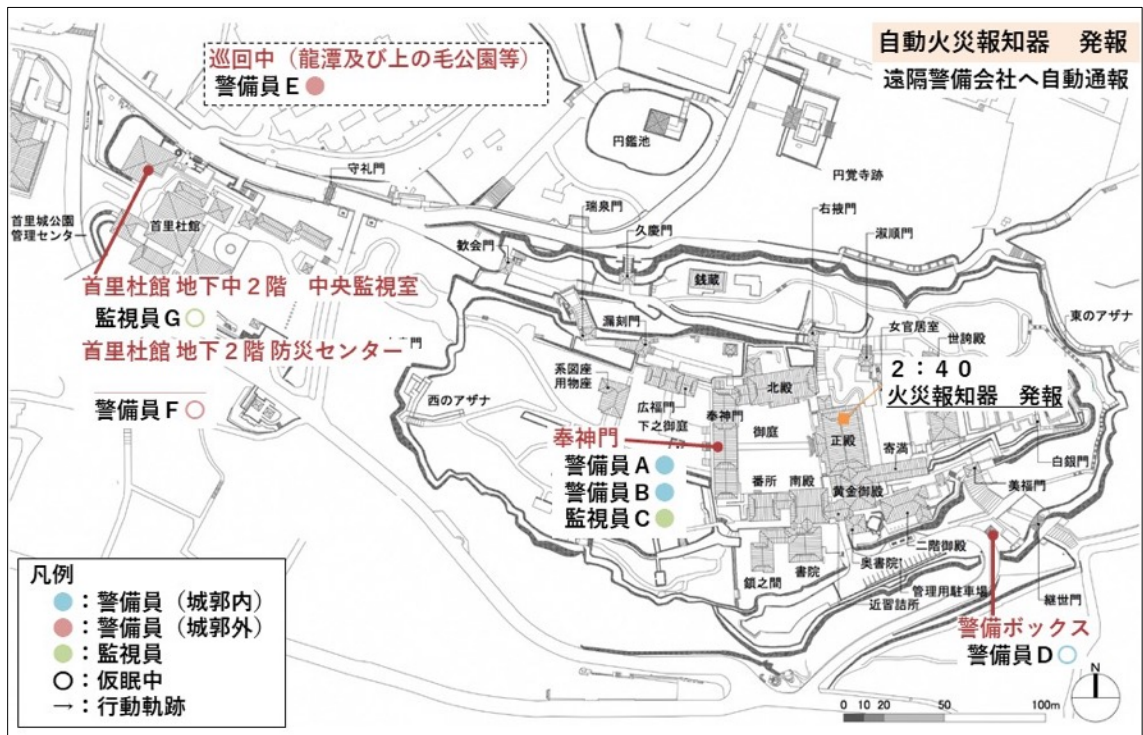 巡回中（龍潭及び上の毛公園等）
警備員E
自動火災報知器　発報
遠隔警備会社へ自動通報
円鑑池
円覚寺跡
守礼門
首里城公園
管理センター
首里杜館
瑞泉門
久慶門
右掖門
淑順門
歓会門
銭蔵
首里杜館 地下中２階　中央監視室
監視員G
首里杜館 地下２階 防災センター
警備員F
漏刻門
女官居室
世誇殿
東のアザナ
系図座
用物座
西のアザナ
広福門
下之御庭
北殿
奉神門
御庭
２：４０
火災報知器　発報
正殿
寄満
白銀門
奉神門
警備員A
警備員B
監視員C
番所
南殿
黄金御殿
美福門
二階御殿
奥書院
鎖之間
書院
管理用駐車場
近習詰所
継世門
警備ボックス
警備員D
凡例
：警備員（城郭内）
：警備員（城郭外）
：監視員
：仮眠中
→：行動軌跡
N
0 10 20 50 100m